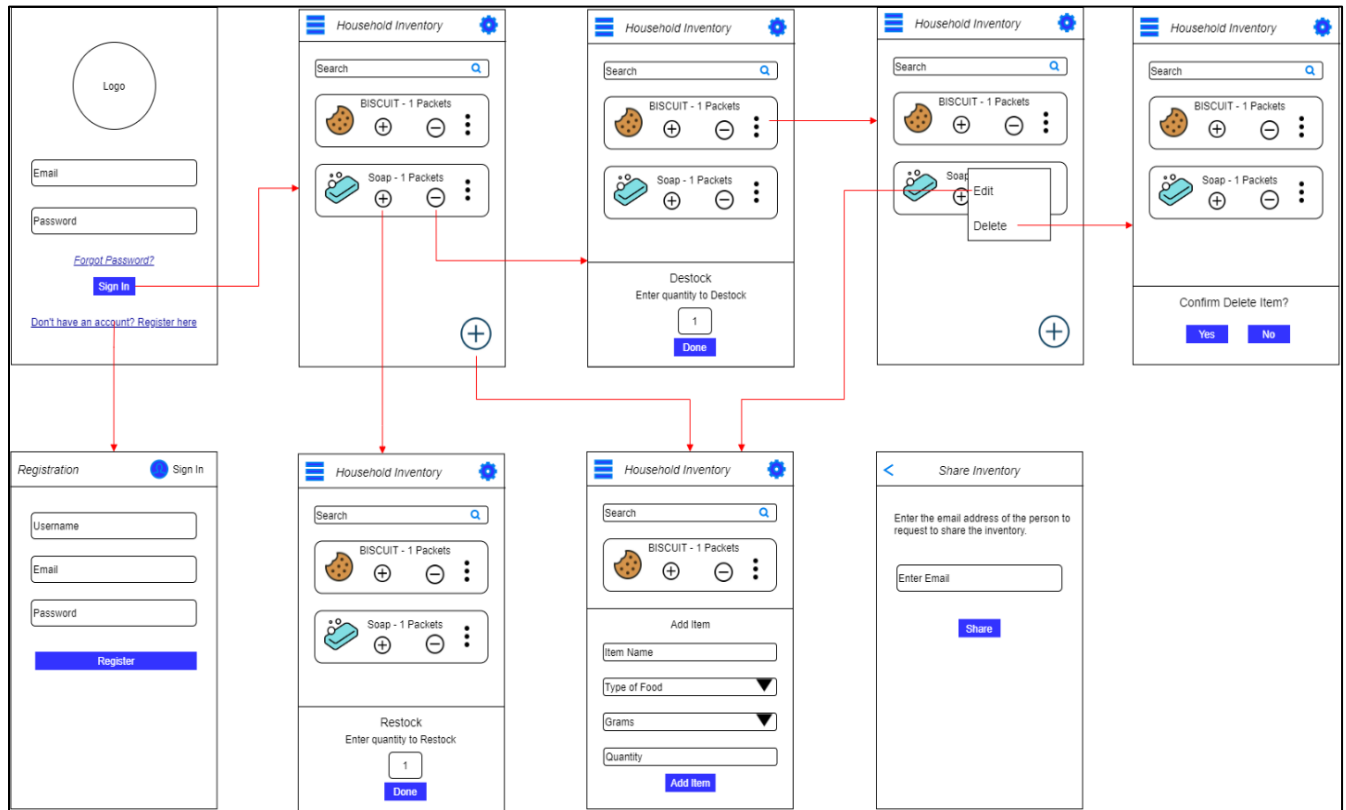 Logo
Email
Password
Forgot Password?
Sign In
Don't have an account? Register here
Household Inventory
Search
BISCUIT - 1 Packets
Soap - 1 Packets
Household Inventory
Search
BISCUIT - 1 Packets
Soap - 1 Packets
Destock
Enter quantity to Destock
1
Done
Household Inventory
Search
BISCUIT - 1 Packets
Soap
Edit
Delete
Household Inventory
Search
BISCUIT - 1 Packets
Soap - 1 Packets
Confirm Delete Item?
Yes No
Registration Sign In
Username
Email
Password
Register
Household Inventory
Search
BISCUIT - 1 Packets
Soap - 1 Packets
Restock
Enter quantity to Restock
1
Done
Household Inventory
Search
BISCUIT - 1 Packets
Add Item
Item Name
Type of Food
Grams
Quantity
Add Item
< Share Inventory
Enter the email address of the person to
request to share the inventory.
Enter Email
Share